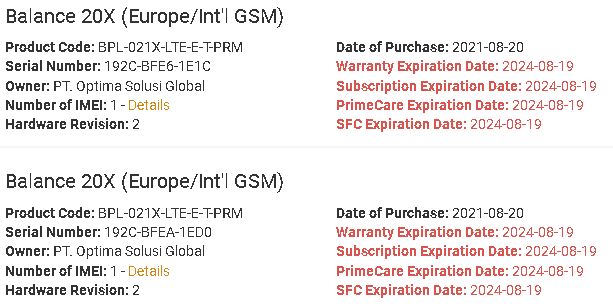 Balance 20X (Europe/Int'l GSM)
Product Code: BPL-021X-LTE-E-T-PRM
Date of Purchase: 2021-08-20
Serial Number: 192C-BFE6-1E1C
Warranty Expiration Date: 2024-08-19
Owner: PT. Optima Solusi Global
Subscription Expiration Date: 2024-08-19
Number of IMEI: 1 - Details
PrimeCare Expiration Date: 2024-08-19
Hardware Revision: 2
SFC Expiration Date: 2024-08-19
Balance 20X (Europe/Int'l GSM)
Product Code: BPL-021X-LTE-E-T-PRM
Date of Purchase: 2021-08-20
Serial Number: 192C-BFEA-1ED0
Warranty Expiration Date: 2024-08-19
Owner: PT. Optima Solusi Global
Subscription Expiration Date: 2024-08-19
Number of IMEI: 1 - Details
PrimeCare Expiration Date: 2024-08-19
Hardware Revision: 2
SFC Expiration Date: 2024-08-19